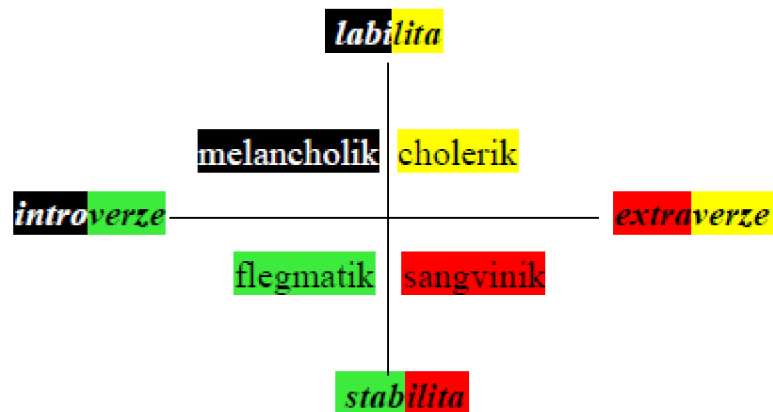 labilita
melancholik cholerik
introverze extraverze
flegmatik sangvinik
stabilita